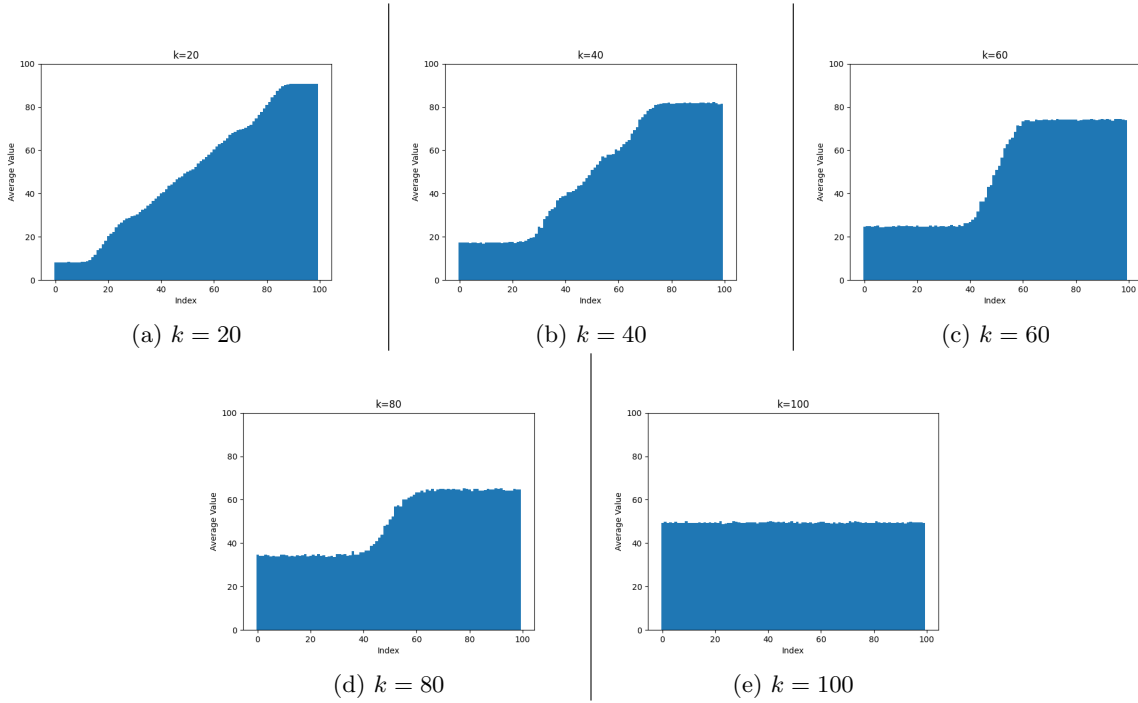 k=20
100
80
60
40
20
0
Average Value
0 20 40 60 80 100
Index
(a) k = 20
k=40
100
80
60
40
20
0
Average Value
0 20 40 60 80 100
Index
(b) k = 40
k=60
100
80
60
40
20
0
Average Value
0 20 40 60 80 100
Index
(c) k = 60
k=80
100
80
60
40
20
0
Average Value
0 20 40 60 80 100
Index
(d) k = 80
k=100
100
80
60
40
20
0
Average Value
0 20 40 60 80 100
Index
(e) k = 100